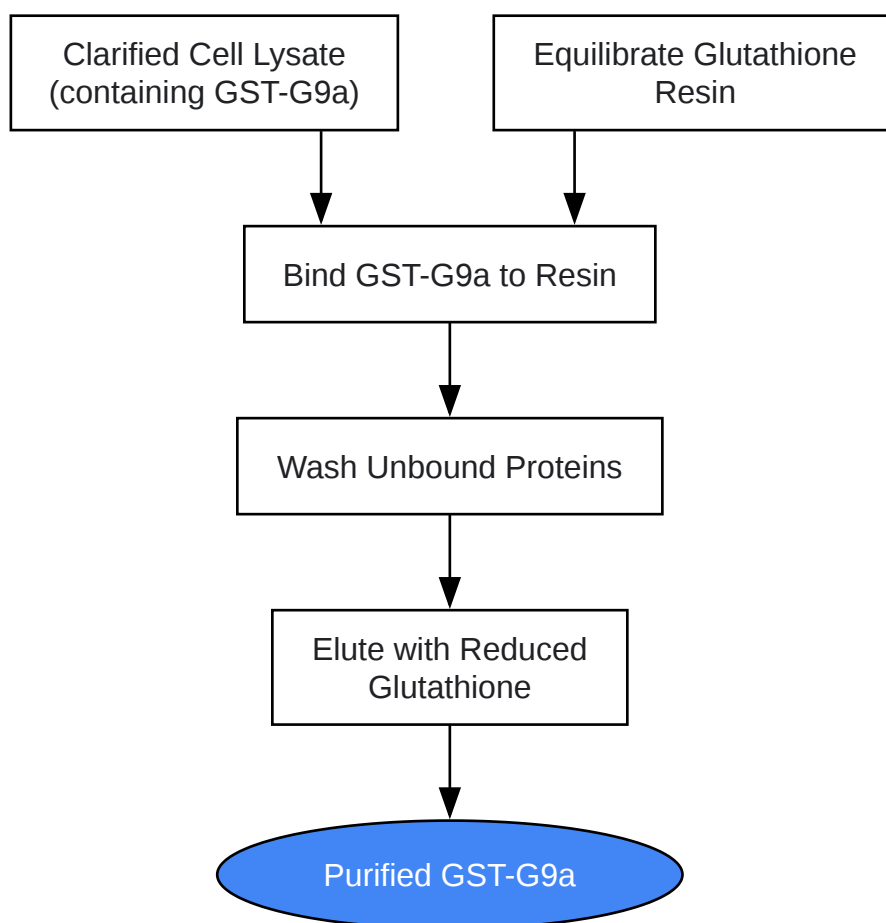 Clarified Cell Lysate
(containing GST-G9a)
Equilibrate Glutathione
Resin
Bind GST-G9a to Resin
Wash Unbound Proteins
Elute with Reduced
Glutathione
Purified GST-G9a